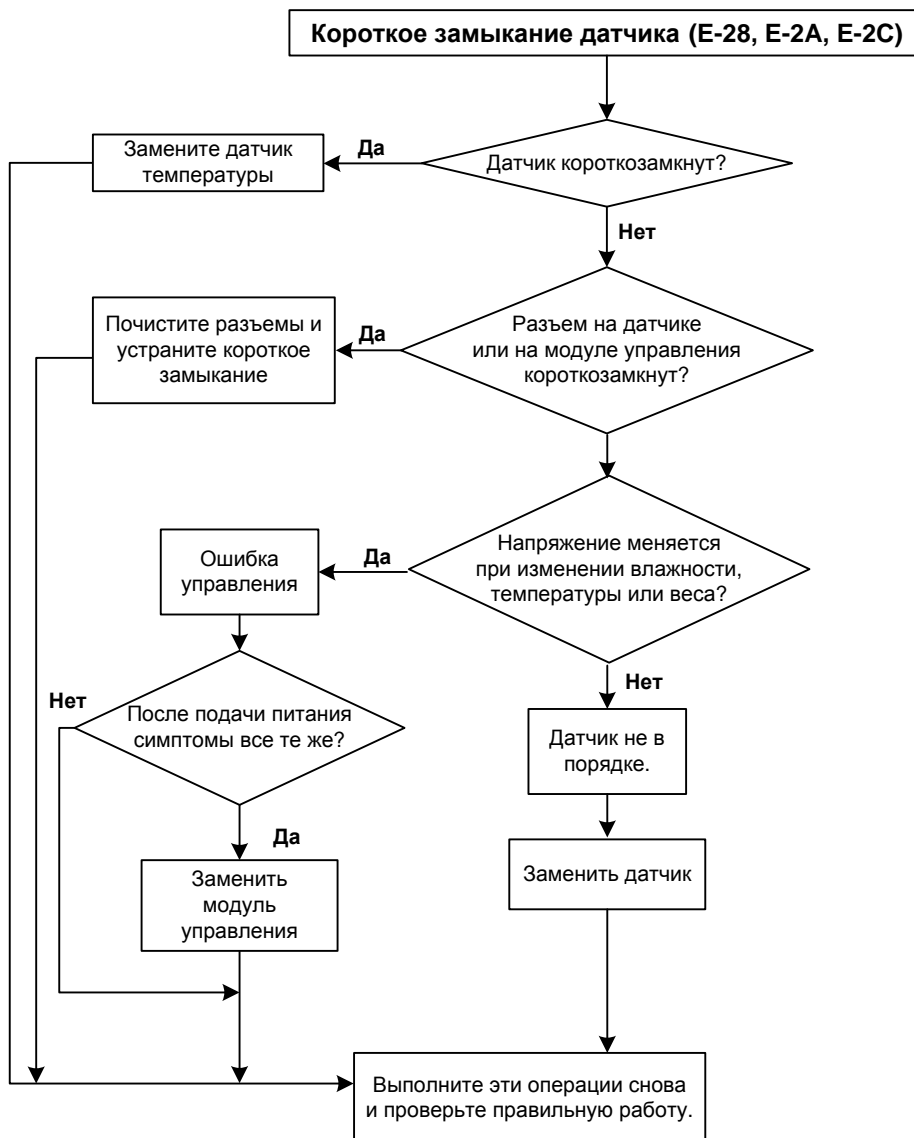 Короткое замыкание датчика (E-28, E-2A, E-2C)
Замените датчик
температуры
Да
Датчик короткозамкнут?
Нет
Почистите разъемы и
устраните короткое
замыкание
Да
Разъем на датчике
или на модуле управления
короткозамкнут?
Ошибка
управления
Да
Напряжение меняется
при изменении влажности,
температуры или веса?
Нет
Нет
После подачи питания
симптомы все те же?
Датчик не в
порядке.
Да
Заменить
модуль
управления
Заменить датчик
Выполните эти операции снова
и проверьте правильную работу.